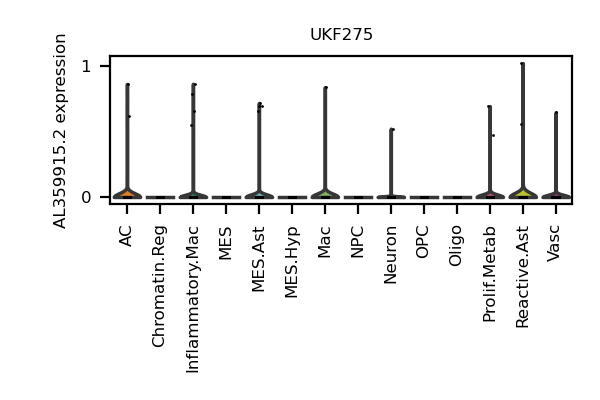 UKF275
AL359915.2 expression
1
0
AC
Chromatin.Reg
Inflammatory.Mac
MES
MES.Ast
MES.Hyp
Mac
NPC
Neuron
OPC
Oligo
Prolif.Metab
Reactive.Ast
Vasc